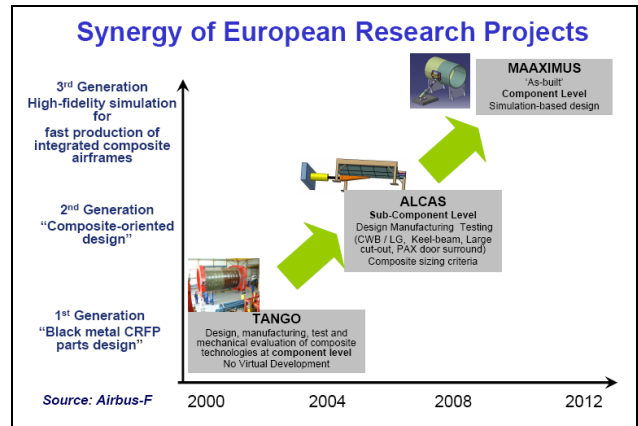 Synergy of European Research Projects
3rd Generation
High-fidelity simulation
for
fast production of
integrated composite
airframes
MAAXIMUS
'As-built'
Component Level
Simulation-based design
2nd Generation
"Composite-oriented
design"
ALCAS
Sub-Component Level
Design Manufacturing Testing
(CWB / LG, Keel-beam, Large
cut-out, PAX door surround)
Composite sizing criteria
1st Generation
"Black metal CRFP
parts design"
TANGO
Design, manufacturing, test and
mechanical evaluation of composite
technologies at component level
No Virtual Development
Source: Airbus-F
2000
2004
2008
2012